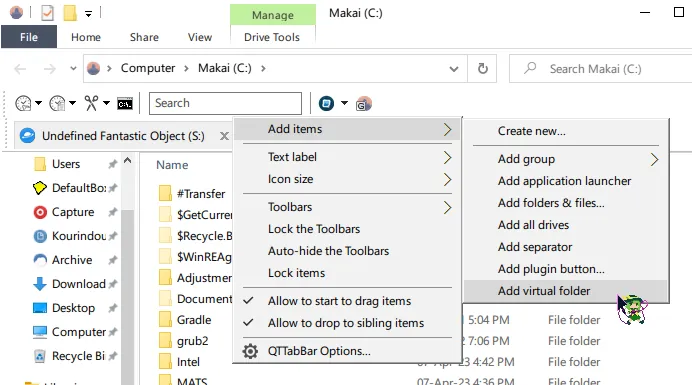 Manage
Makai (C:)
File
Home
Share
View
Drive Tools
Computer
Makai (C:)
Search Makai (C:)
Search
G
Undefined Fantastic Object (S:)
Add items
Text label
Icon size
Toolbars
Lock the Toolbars
Auto-hide the Toolbars
Lock items
Allow to start to drag items
Allow to drop to sibling items
QTTabBar Options...
Create new...
Add group
Add application launcher
Add folders & files...
Add all drives
Add separator
Add plugin button...
Add virtual folder
Users
DefaultBo
Capture
Kourindou
Archive
Download
Desktop
Computer
Recycle Bi
Name
#Transfer
$GetCurre
$Recycle.B
$WinREAg
Adjustmen
Document
Gradle
5:04 PM
File folder
grub2
7:06 PM
File folder
Intel
07-Apr-23 4:42 PM
File folder
MATS
07-Apr-23 4:36 PM
File folder